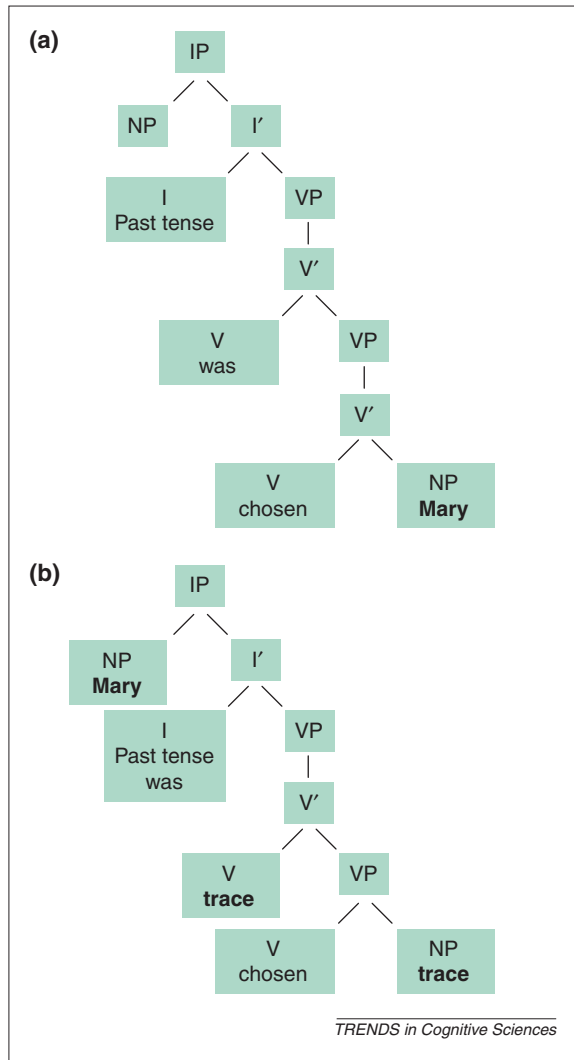 (a)
IP
NP I′
I
Past tense
VP
V′
V
was
VP
V′
V
chosen
NP
Mary
(b)
IP
NP
Mary
I′
I
Past tense
was
VP
V′
V
trace
VP
V
chosen
NP
trace
TRENDS in Cognitive Sciences